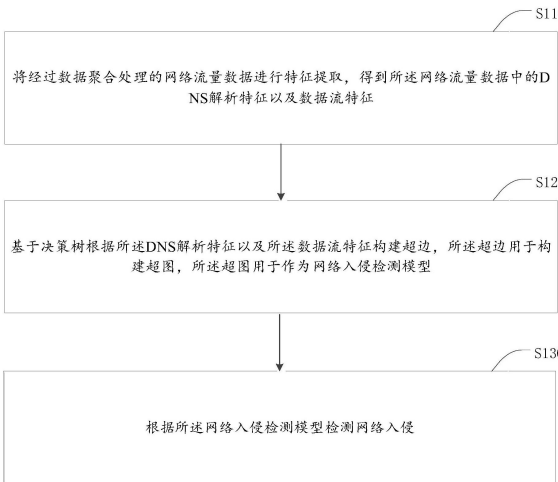 S11
将经过数据聚合处理的网络流量数据进行特征提取，得到所述网络流量数据中的D
NS解析特征以及数据流特征
S12
基于决策树根据所述DNS解析特征以及所述数据流特征构建超边，所述超边用于构
建超图，所述超图用于作为网络入侵检测模型
S130
根据所述网络入侵检测模型检测网络入侵